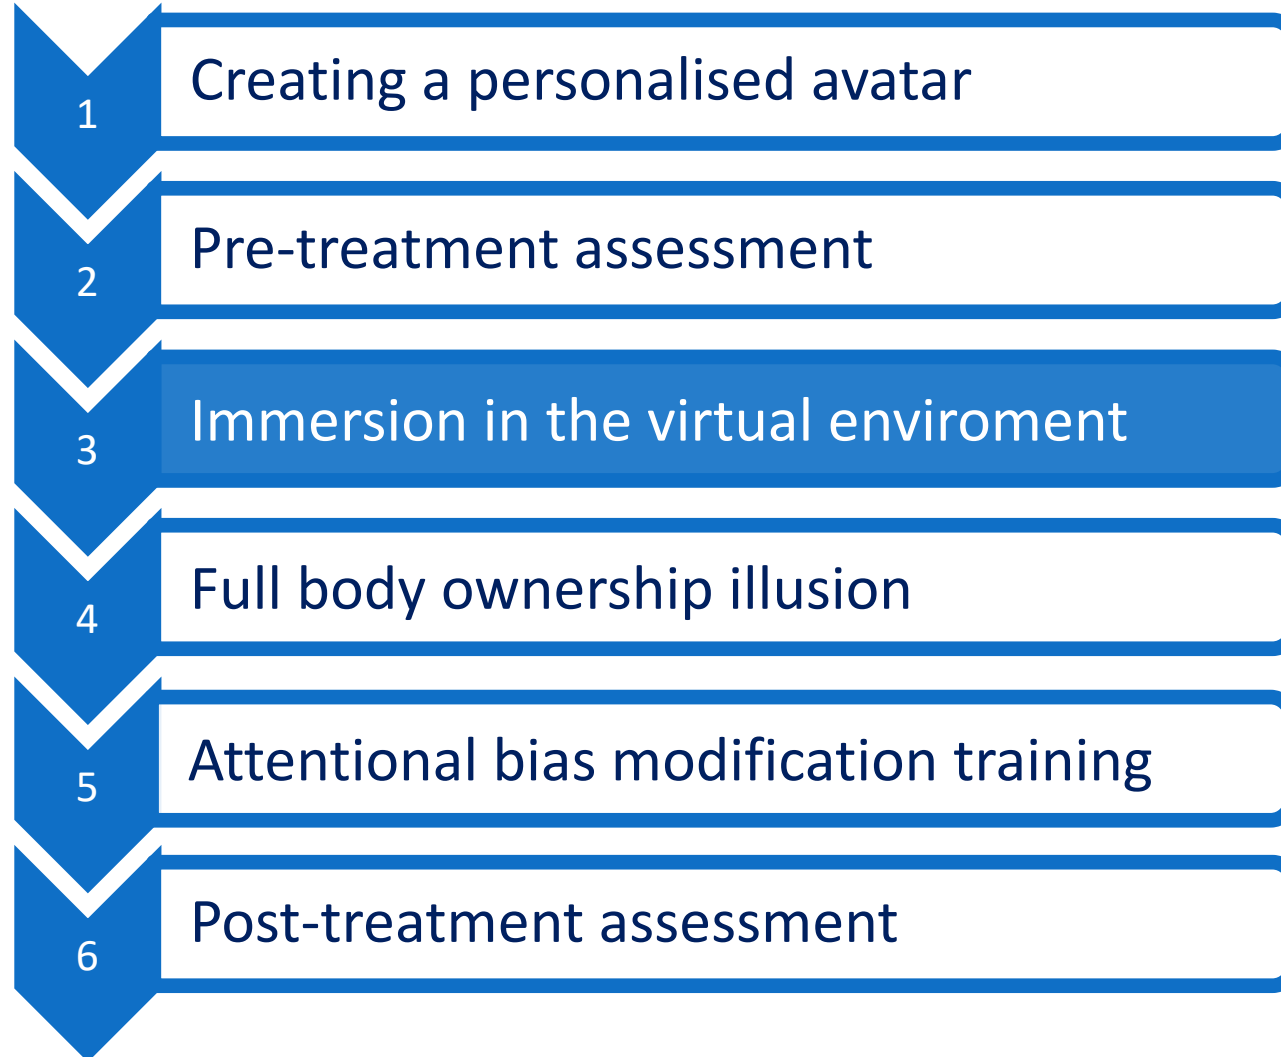 1
Creating a personalised avatar
2
Pre-treatment assessment
3
Immersion in the virtual enviroment
4
Full body ownership illusion
5
Attentional bias modification training
6
Post-treatment assessment